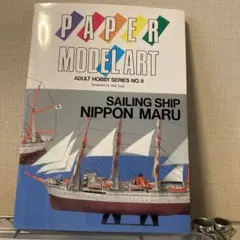 PAPER
MODEL ART
ADULT HOBBY SERIES NO.8
SAILING SHIP
NIPPON MARU